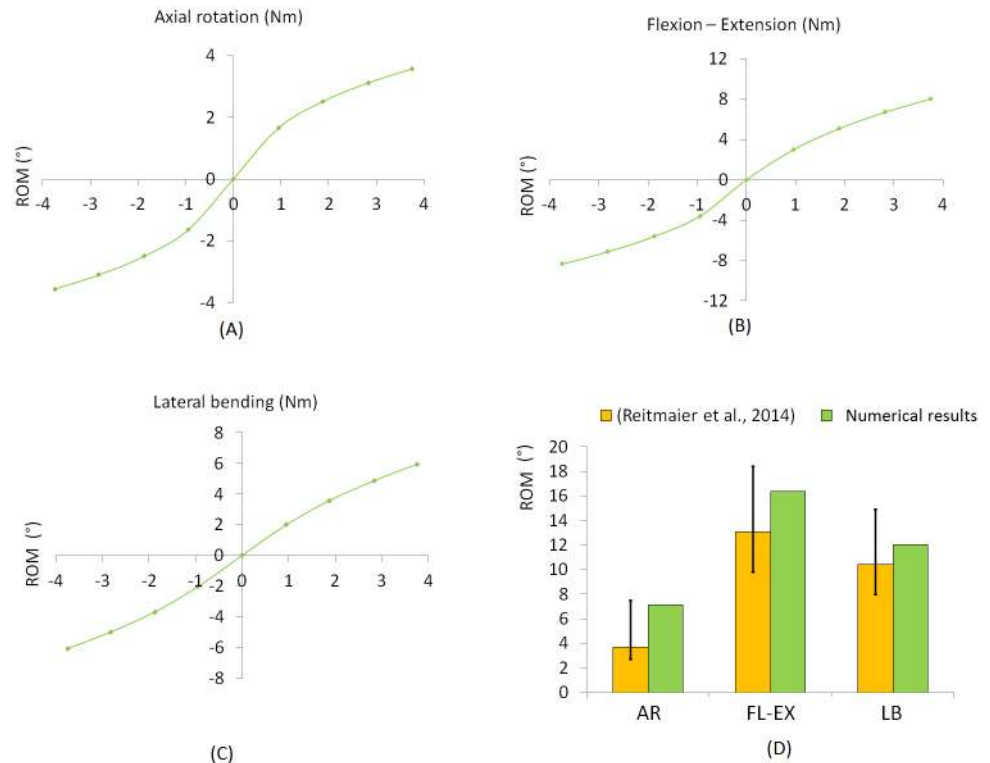 Axial rotation (Nm)
ROM (°)
4
2
0
-2
-4
-4 -3 -2 -1 0 1 2 3 4
(A)
Flexion – Extension (Nm)
ROM (°)
12
8
4
0
-4
-8
-12
-4 -3 -2 -1 0 1 2 3 4
(B)
Lateral bending (Nm)
ROM (°)
8
6
4
2
0
-2
-4
-6
-8
-4 -3 -2 -1 0 1 2 3 4
(C)
(Reitmaier et al., 2014) Numerical results
ROM (°)
20
18
16
14
12
10
8
6
4
2
0
AR FL-EX LB
(D)